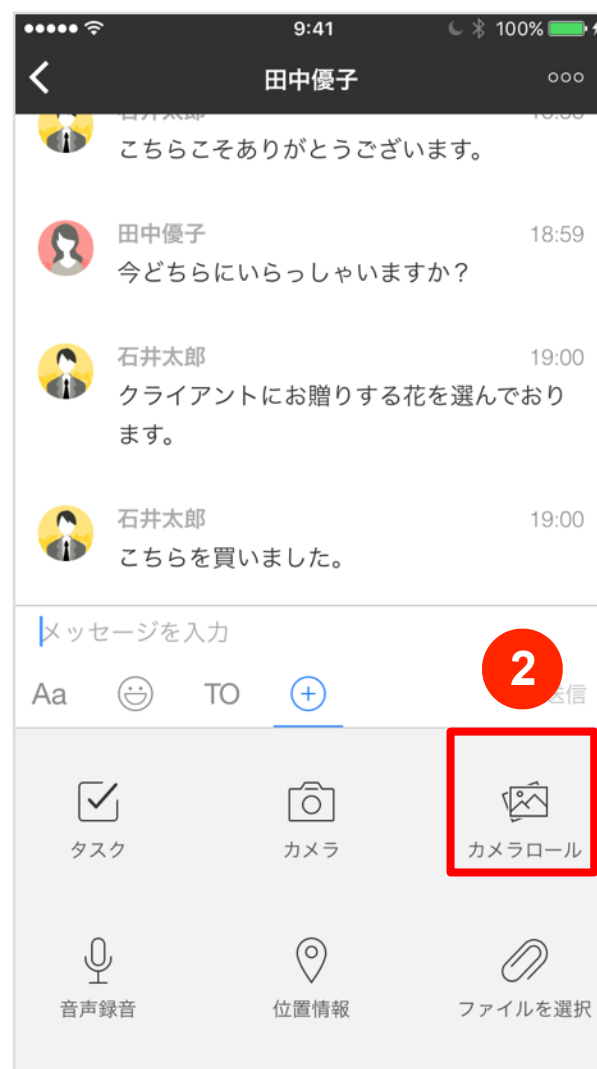 9:41
100%
田中優子
石井太郎
こちらこそありがとうございます。
田中優子
18:59
今どちらにいらっしゃいますか？
石井太郎
19:00
クライアントにお贈りする花を選んでおり
ます。
石井太郎
19:00
こちらを買いました。
メッセージを入力
2
Aa
TO
送信
タスク
カメラ
カメラロール
音声録音
位置情報
ファイルを選択